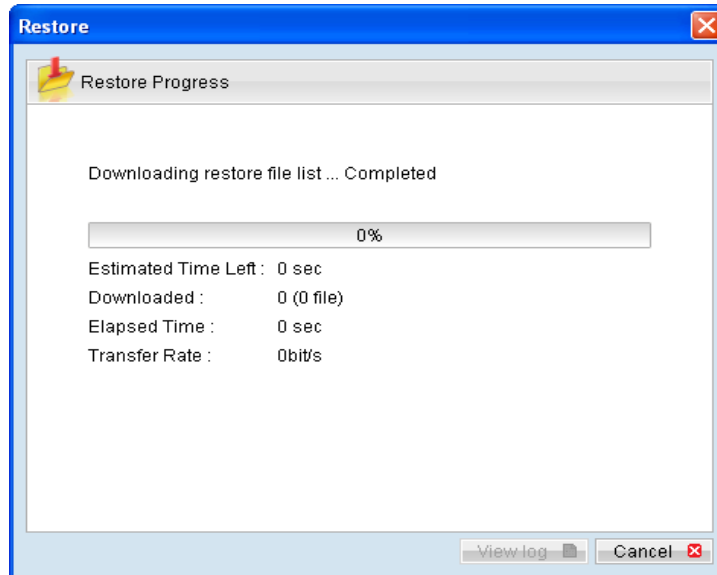 Restore
Restore Progress
Downloading restore file list ... Completed
0%
Estimated Time Left : 0 sec
Downloaded : 0 (0 file)
Elapsed Time : 0 sec
Transfer Rate : 0bit/s
View log Cancel